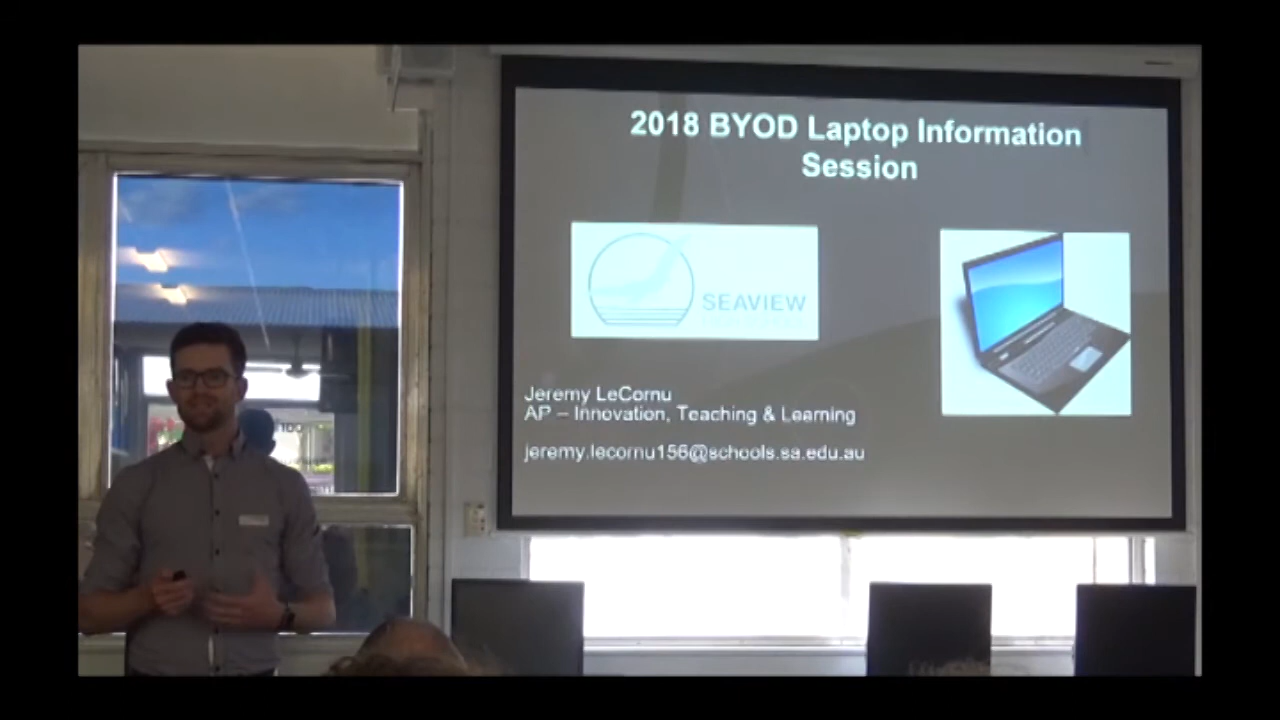 2018 BYOD Laptop Information
Session
SEAVIEW
Jeremy LeCornu
AP – Innovation, Teaching & Learning
jeremy.lecornu156@schools.sa.edu.au